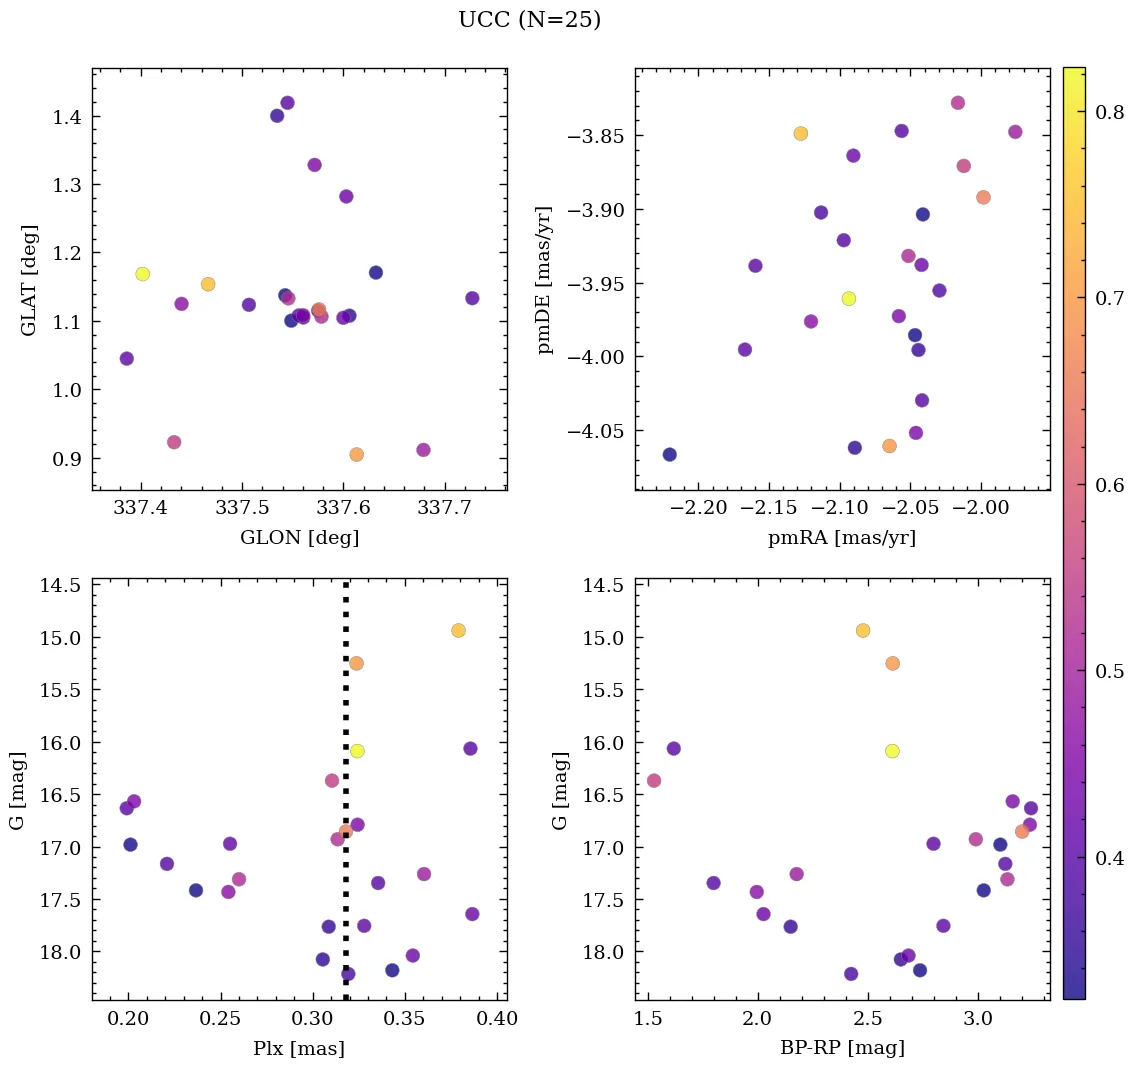 UCC (N=25)
1.4
1.3
1.2
1.1
1.0
0.9
GLAT [deg]
337.4 337.5 337.6 337.7
GLON [deg]
−3.85
−3.90
−3.95
−4.00
−4.05
pmDE [mas/yr]
−2.20 −2.15 −2.10 −2.05 −2.00
pmRA [mas/yr]
14.5
15.0
15.5
16.0
16.5
17.0
17.5
18.0
G [mag]
0.20 0.25 0.30 0.35 0.40
Plx [mas]
14.5
15.0
15.5
16.0
16.5
17.0
17.5
18.0
G [mag]
1.5 2.0 2.5 3.0
BP-RP [mag]
0.8
0.7
0.6
0.5
0.4